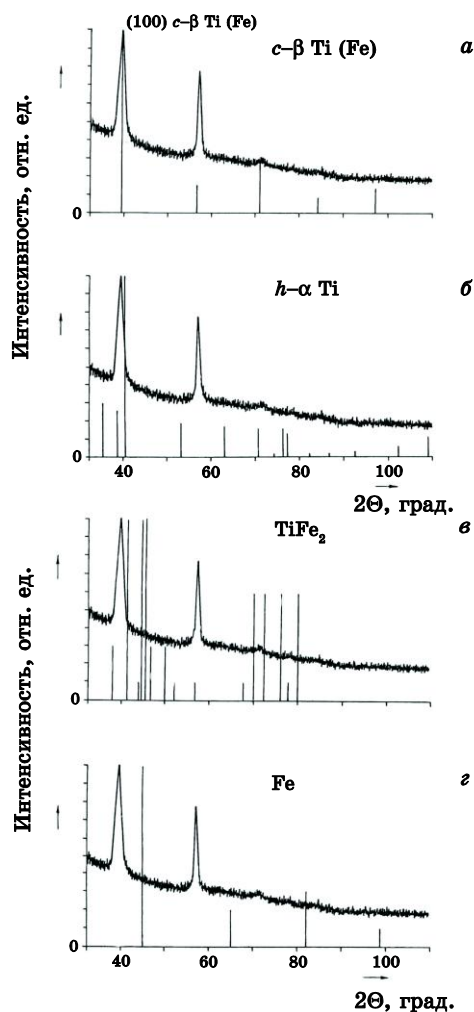 (100) c–β Ti (Fe)
c–β Ti (Fe)
а
Интенсивность, отн. ед.
0
h–α Ti
б
0
40
60
80
100
2Θ, град.
TiFe₂
в
Интенсивность, отн. ед.
0
Fe
г
0
40
60
80
100
2Θ, град.